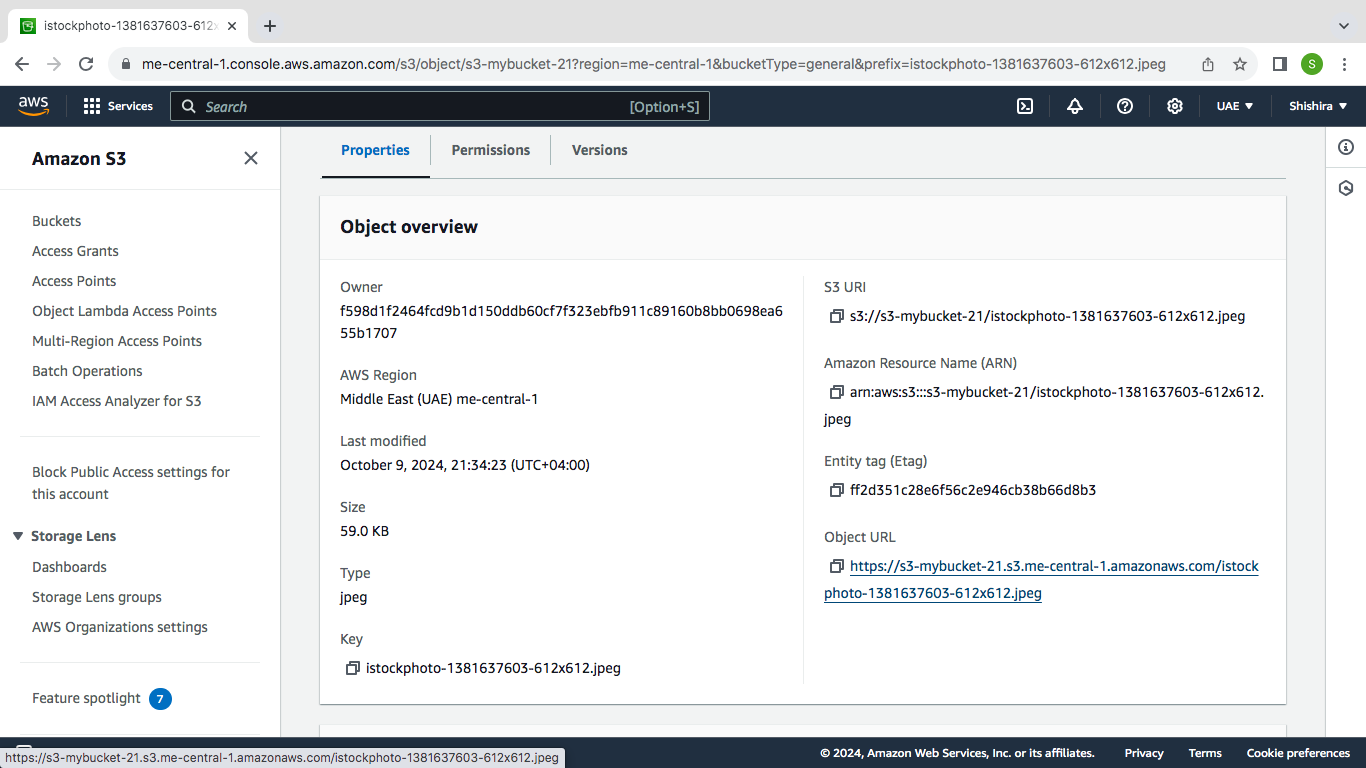 istockphoto-1381637603-612x
me-central-1.console.aws.amazon.com/s3/object/s3-mybucket-21?region=me-central-1&bucketType=general&prefix=istockphoto-1381637603-612x612.jpeg
S
aws
Services
Search
[Option+S]
UAE
Shishira
Amazon S3
Buckets
Access Grants
Access Points
Object Lambda Access Points
Multi-Region Access Points
Batch Operations
IAM Access Analyzer for S3
Block Public Access settings for
this account
Storage Lens
Dashboards
Storage Lens groups
AWS Organizations settings
Feature spotlight 7
Properties
Permissions
Versions
Object overview
Owner
f598d1f2464fcd9b1d150ddb60cf7f323ebfb911c89160b8bb0698ea6
55b1707
AWS Region
Middle East (UAE) me-central-1
Last modified
October 9, 2024, 21:34:23 (UTC+04:00)
Size
59.0 KB
Type
jpeg
Key
istockphoto-1381637603-612x612.jpeg
S3 URI
s3://s3-mybucket-21/istockphoto-1381637603-612x612.jpeg
Amazon Resource Name (ARN)
arn:aws:s3:::s3-mybucket-21/istockphoto-1381637603-612x612.
jpeg
Entity tag (Etag)
ff2d351c28e6f56c2e946cb38b66d8b3
Object URL
https://s3-mybucket-21.s3.me-central-1.amazonaws.com/istock
photo-1381637603-612x612.jpeg
https://s3-mybucket-21.s3.me-central-1.amazonaws.com/istockphoto-1381637603-612x612.jpeg
© 2024, Amazon Web Services, Inc. or its affiliates.
Privacy
Terms
Cookie preferences